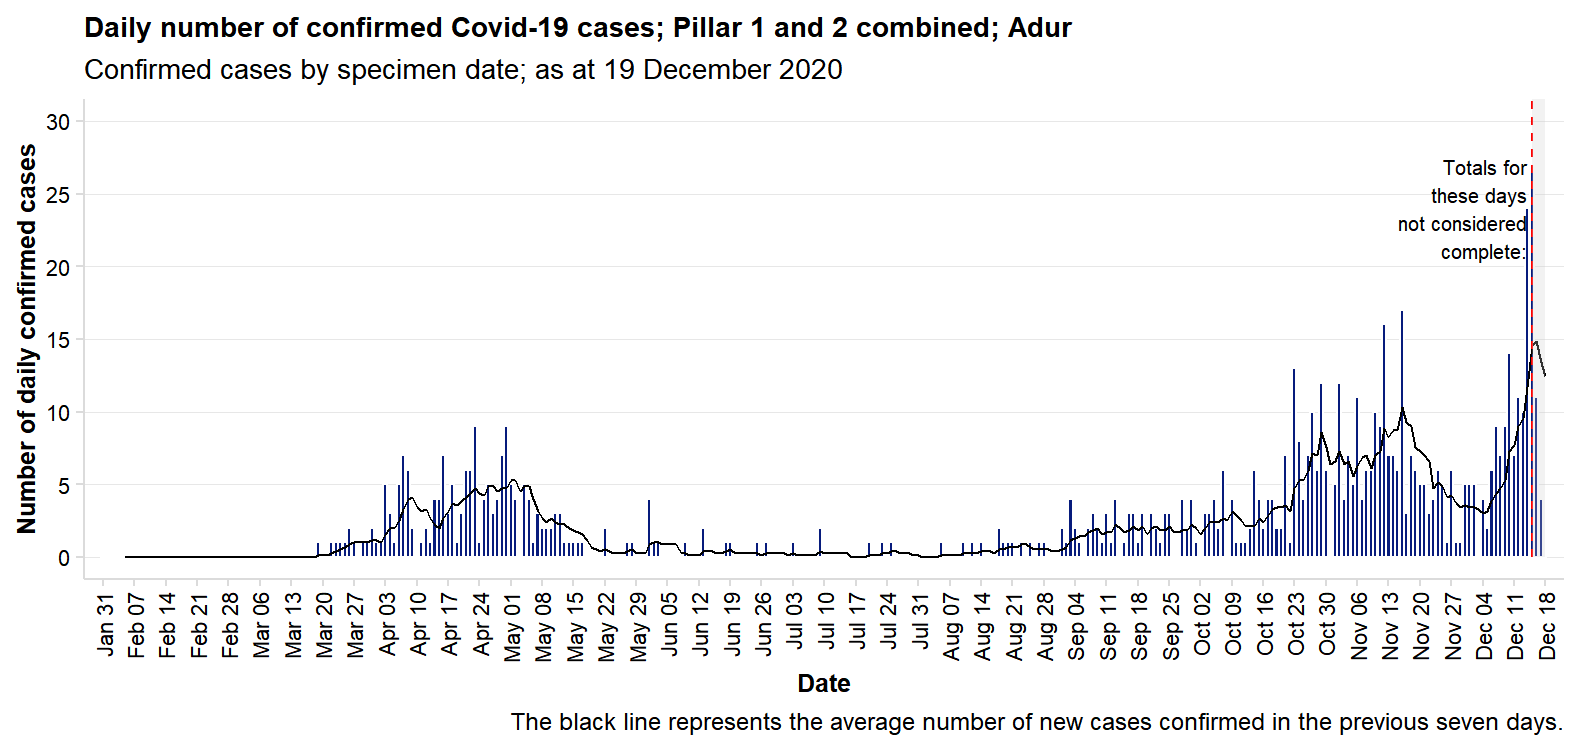 Daily number of confirmed Covid-19 cases; Pillar 1 and 2 combined; Adur
Confirmed cases by specimen date; as at 19 December 2020
Number of daily confirmed cases
30
25
20
15
10
5
0
Totals for
these days
not considered
complete:
Jan 31
Feb 07
Feb 14
Feb 21
Feb 28
Mar 06
Mar 13
Mar 20
Mar 27
Apr 03
Apr 10
Apr 17
Apr 24
May 01
May 08
May 15
May 22
May 29
Jun 05
Jun 12
Jun 19
Jun 26
Jul 03
Jul 10
Jul 17
Jul 24
Jul 31
Aug 07
Aug 14
Aug 21
Aug 28
Sep 04
Sep 11
Sep 18
Sep 25
Oct 02
Oct 09
Oct 16
Oct 23
Oct 30
Nov 06
Nov 13
Nov 20
Nov 27
Dec 04
Dec 11
Dec 18
Date
The black line represents the average number of new cases confirmed in the previous seven days.